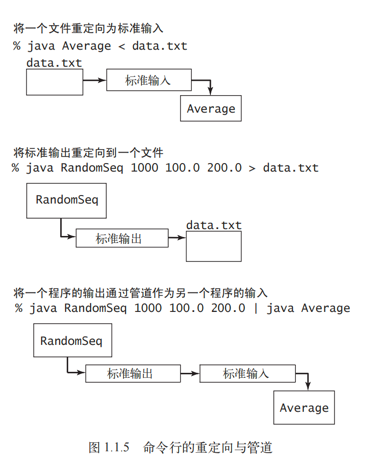 将一个文件重定向为标准输入
% java Average < data.txt
data.txt
标准输入
Average
将标准输出重定向到一个文件
% java RandomSeq 1000 100.0 200.0 > data.txt
RandomSeq
data.txt
标准输出
将一个程序的输出通过管道作为另一个程序的输入
% java RandomSeq 1000 100.0 200.0 | java Average
RandomSeq
标准输出
标准输入
Average
图 1.1.5 命令行的重定向与管道